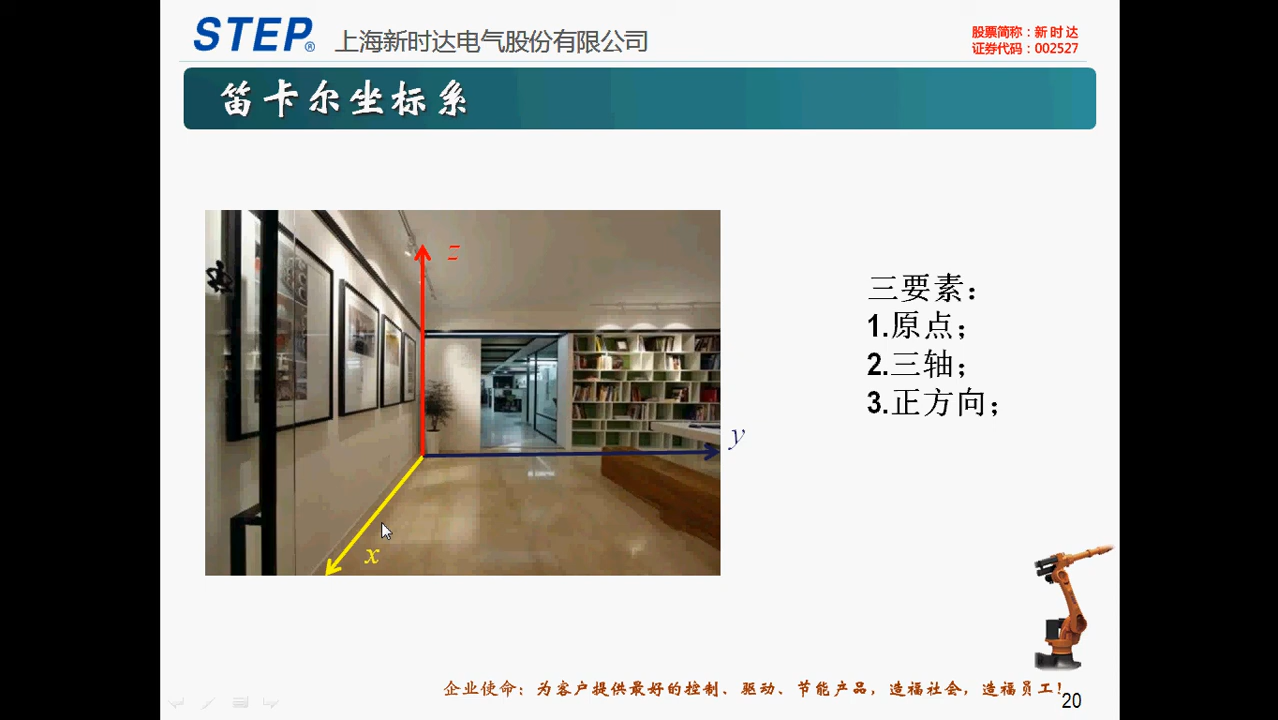 STEP® 上海新时达电气股份有限公司
股票简称：新 时 达
证券代码：002527
笛卡尔坐标系
z
y
x
三要素：
1.原点；
2.三轴；
3.正方向；
企业使命：为客户提供最好的控制、驱动、节能产品，造福社会，造福员工！
20